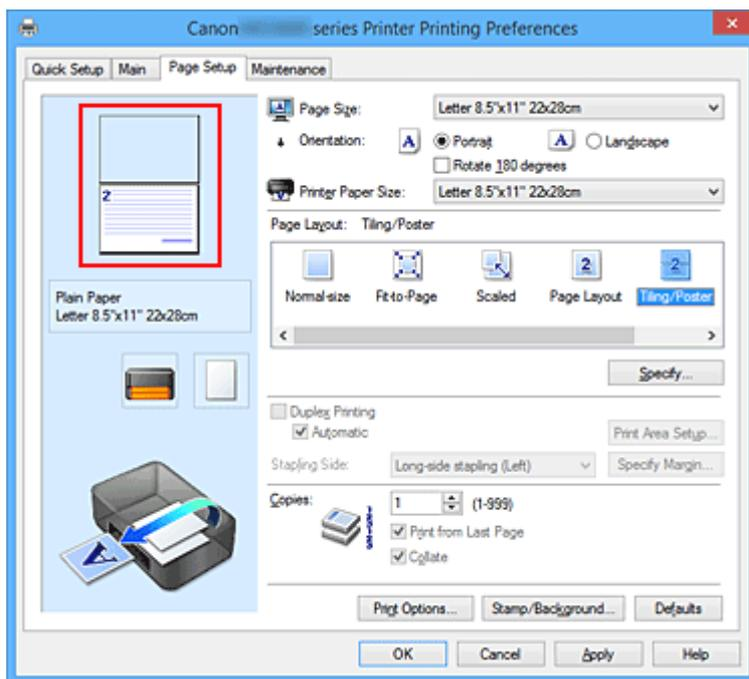 Canon series Printer Printing Preferences
Quick Setup Main Page Setup Maintenance
2
Plain Paper
Letter 8.5"x11" 22x28cm
Page Size: Letter 8.5"x11" 22x28cm
Orientation: A Portrait A Landscape
Rotate 180 degrees
Printer Paper Size: Letter 8.5"x11" 22x28cm
Page Layout: Tiling/Poster
2 2
Normal-size Fit-to-Page Scaled Page Layout Tiling/Poster
Specify...
Duplex Printing
Automatic
Print Area Setup...
Stapling Side: Long-side stapling (Left) Specify Margin...
Copies: 1 (1-999)
Print from Last Page
Collate
A
Print Options... Stamp/Background... Defaults
OK Cancel Apply Help